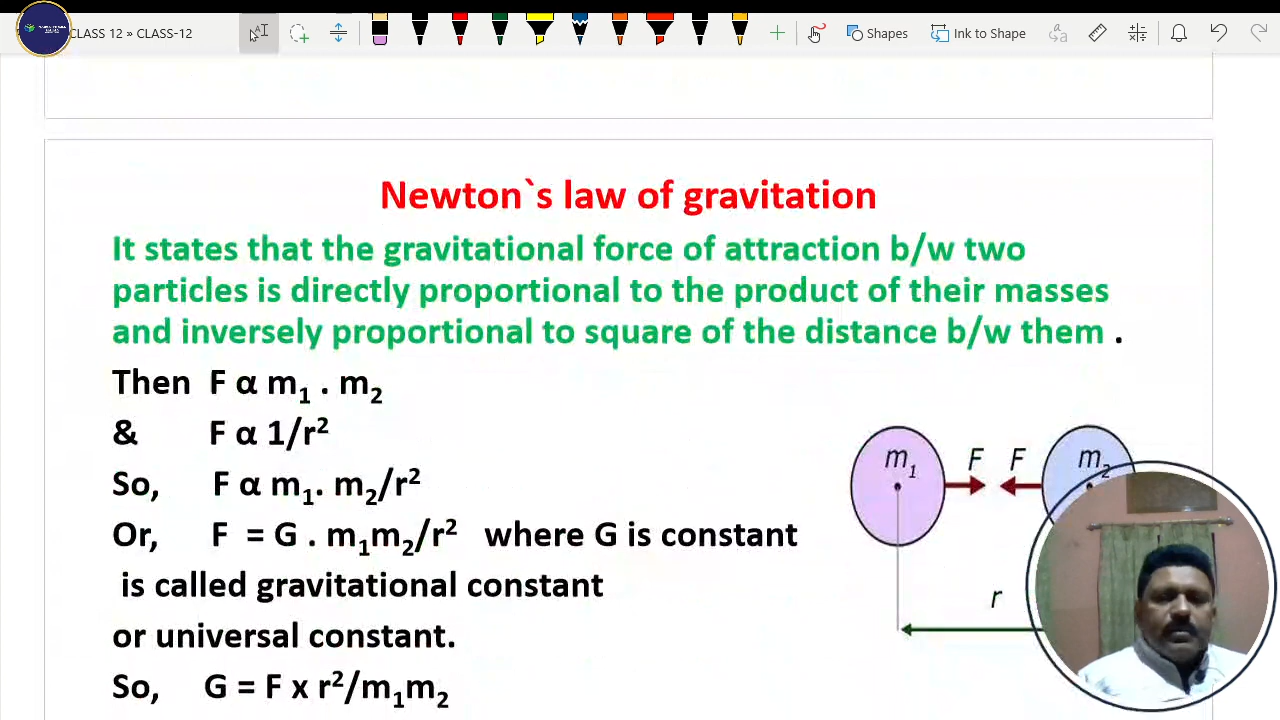 CLASS 12 » CLASS-12
Shapes
Ink to Shape
Newton`s law of gravitation
It states that the gravitational force of attraction b/w two
particles is directly proportional to the product of their masses
and inversely proportional to square of the distance b/w them .
Then F α m₁ . m₂
& F α 1/r²
So, F α m₁. m₂/r²
Or, F = G . m₁m₂/r² where G is constant
is called gravitational constant
or universal constant.
So, G = F x r²/m₁m₂
m₁ F F m₂
r